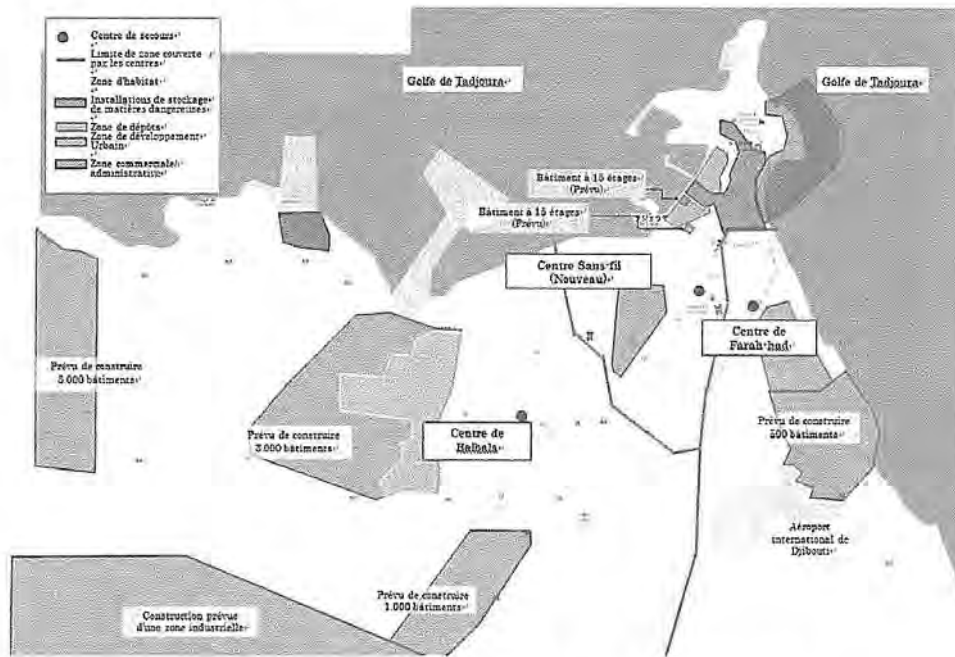 Centre de secours
Limite de zone couverte
par les centres
Zone d'habitat
Installations de stockage
de matières dangereuses
Zone de dépôts
Zone de développement
Urbain
Zone commerciale/
administrative
Golfe de Tadjoura
Golfe de Tadjoura
Bâtiment à 15 étages
(Prévu)
Bâtiment à 15 étages
(Prévu)
Centre Sans-fil
(Nouveau)
Centre de
Farah-had
Prévu de construire
5.000 bâtiments
Prévu de construire
3.000 bâtiments
Centre de
Balbala
Prévu de construire
500 bâtiments
Aéroport
international de
Djibouti
Prévu de construire
1.000 bâtiments
Construction prévue
d'une zone industrielle